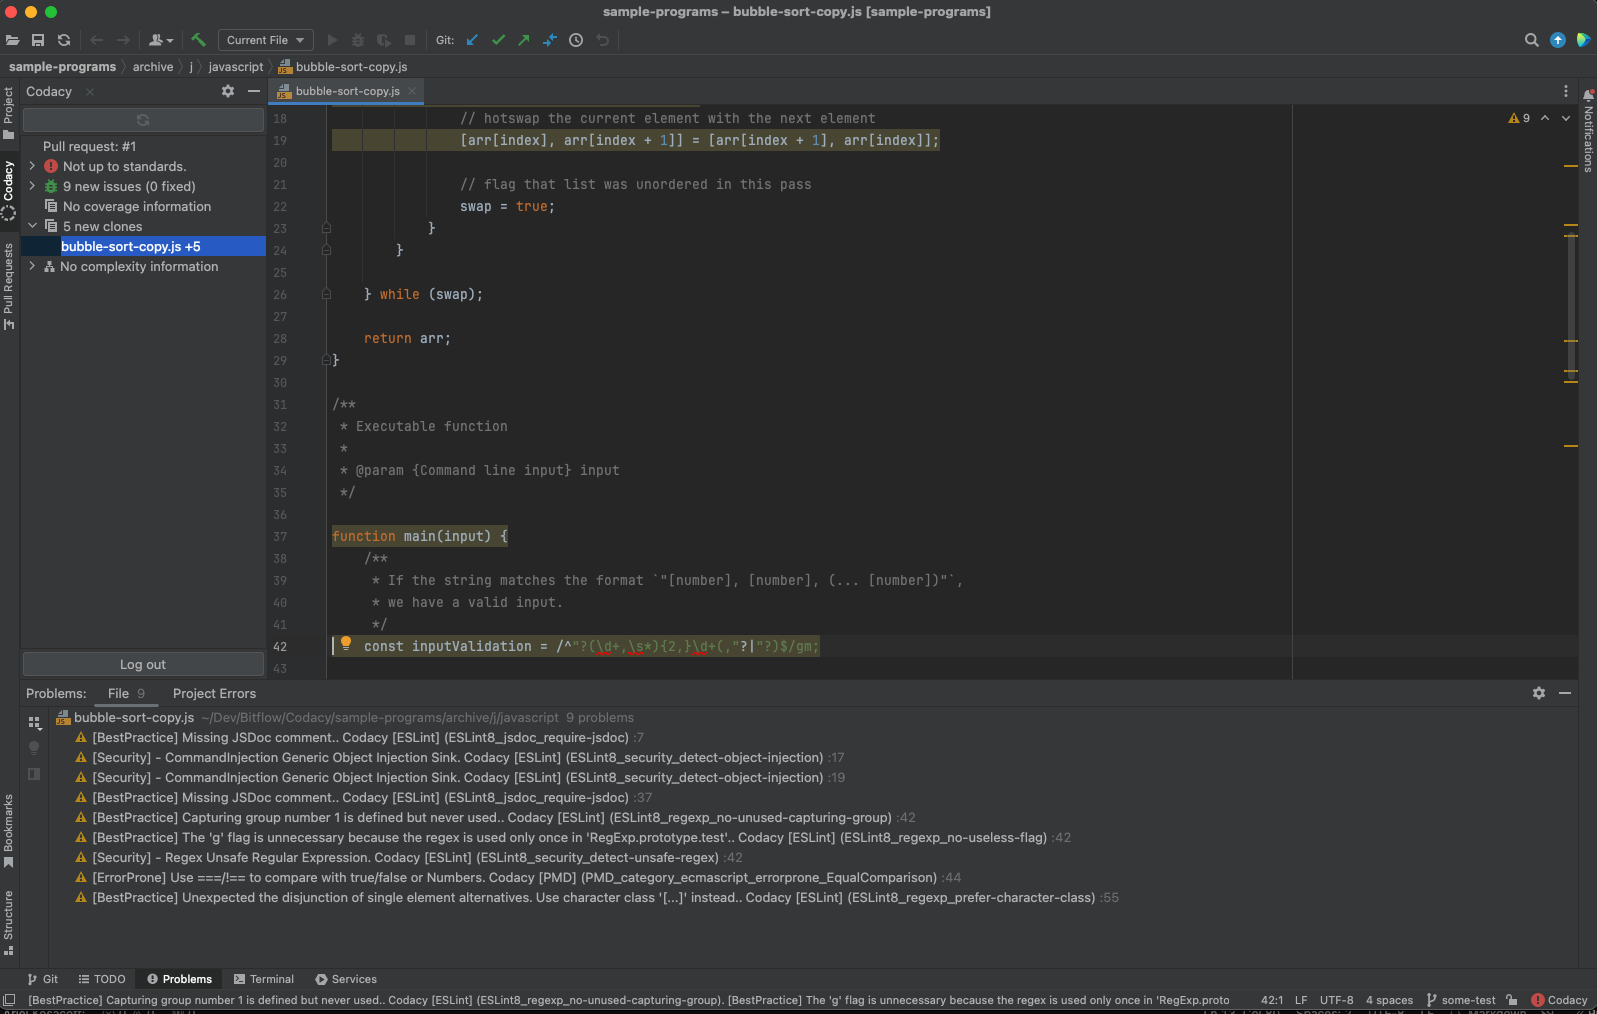 sample-programs – bubble-sort-copy.js [sample-programs]
Current File
Git:
sample-programs
archive
j
javascript
JS bubble-sort-copy.js
Project
Codacy
Pull Requests
Bookmarks
Structure
Codacy
Pull request: #1
Not up to standards.
9 new issues (0 fixed)
No coverage information
5 new clones
bubble-sort-copy.js +5
No complexity information
Log out
JS bubble-sort-copy.js
9
Notifications
18 // hotswap the current element with the next element
19 [arr[index], arr[index + 1]] = [arr[index + 1], arr[index]];
20
21 // flag that list was unordered in this pass
22 swap = true;
23 }
24 }
25
26 } while (swap);
27
28 return arr;
29 }
30
31 /**
32 * Executable function
33 *
34 * @param {Command line input} input
35 */
36
37 function main(input) {
38 /**
39 * If the string matches the format `"[number], [number], (... [number])"`,
40 * we have a valid input.
41 */
42 const inputValidation = /^"?(\d+,\s*){2,}\d+(,"?|"?)$/gm;
43
Problems: File 9 Project Errors
JS bubble-sort-copy.js ~/Dev/Bitflow/Codacy/sample-programs/archive/j/javascript 9 problems
[BestPractice] Missing JSDoc comment.. Codacy [ESLint] (ESLint8_jsdoc_require-jsdoc) :7
[Security] - CommandInjection Generic Object Injection Sink. Codacy [ESLint] (ESLint8_security_detect-object-injection) :17
[Security] - CommandInjection Generic Object Injection Sink. Codacy [ESLint] (ESLint8_security_detect-object-injection) :19
[BestPractice] Missing JSDoc comment.. Codacy [ESLint] (ESLint8_jsdoc_require-jsdoc) :37
[BestPractice] Capturing group number 1 is defined but never used.. Codacy [ESLint] (ESLint8_regexp_no-unused-capturing-group) :42
[BestPractice] The 'g' flag is unnecessary because the regex is used only once in 'RegExp.prototype.test'.. Codacy [ESLint] (ESLint8_regexp_no-useless-flag) :42
[Security] - Regex Unsafe Regular Expression. Codacy [ESLint] (ESLint8_security_detect-unsafe-regex) :42
[ErrorProne] Use ===/!== to compare with true/false or Numbers. Codacy [PMD] (PMD_category_ecmascript_errorprone_EqualComparison) :44
[BestPractice] Unexpected the disjunction of single element alternatives. Use character class '[...]' instead.. Codacy [ESLint] (ESLint8_regexp_prefer-character-class) :55
Git TODO Problems Terminal Services
[BestPractice] Capturing group number 1 is defined but never used.. Codacy [ESLint] (ESLint8_regexp_no-unused-capturing-group). [BestPractice] The 'g' flag is unnecessary because the regex is used only once in 'RegExp.proto 42:1 LF UTF-8 4 spaces some-test Codacy